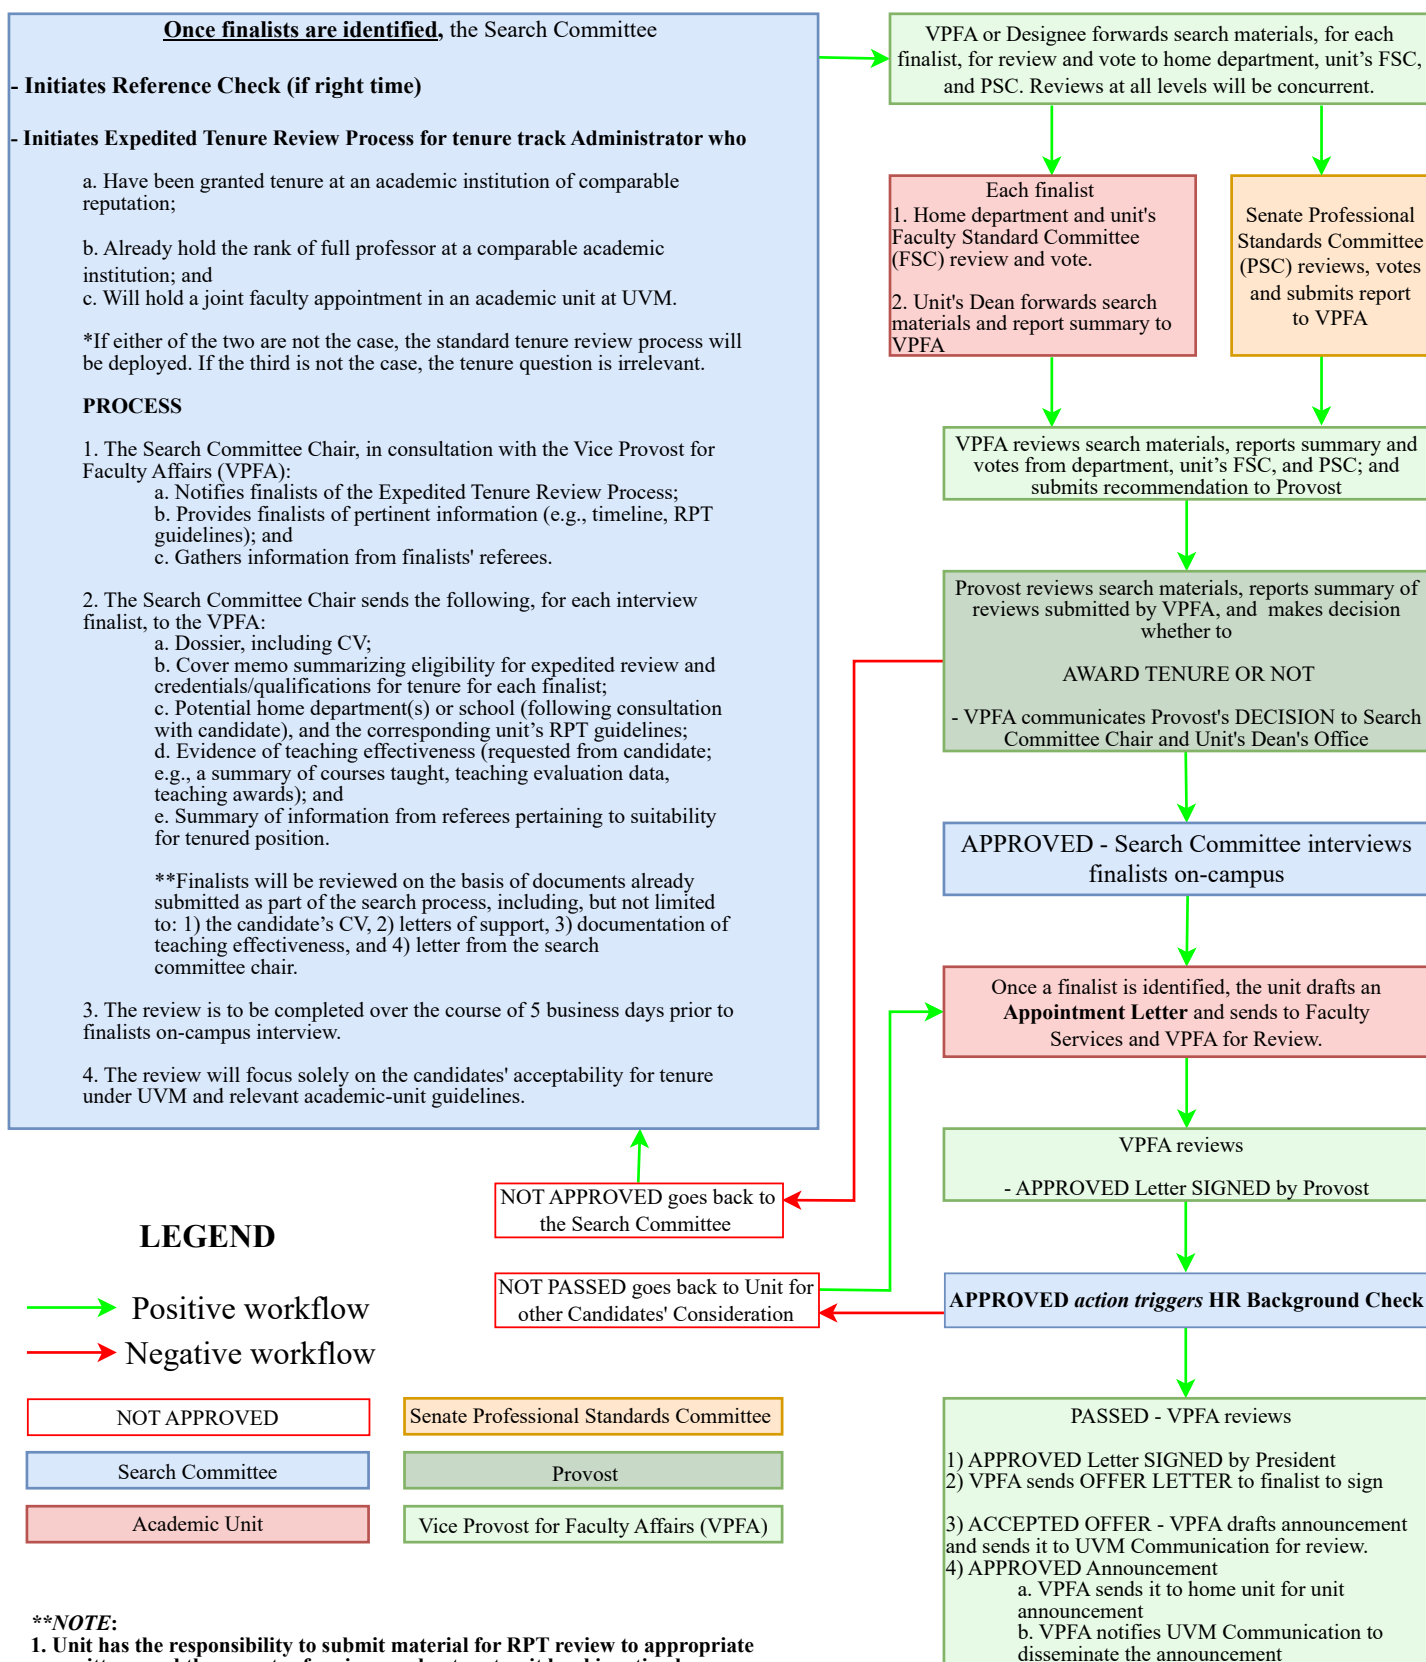 Once finalists are identified, the Search Committee
- Initiates Reference Check (if right time)
- Initiates Expedited Tenure Review Process for tenure track Administrator who
a. Have been granted tenure at an academic institution of comparable
reputation;
b. Already hold the rank of full professor at a comparable academic
institution; and
c. Will hold a joint faculty appointment in an academic unit at UVM.
*If either of the two are not the case, the standard tenure review process will
be deployed. If the third is not the case, the tenure question is irrelevant.
PROCESS
1. The Search Committee Chair, in consultation with the Vice Provost for
Faculty Affairs (VPFA):
a. Notifies finalists of the Expedited Tenure Review Process;
b. Provides finalists of pertinent information (e.g., timeline, RPT
guidelines); and
c. Gathers information from finalists' referees.
2. The Search Committee Chair sends the following, for each interview
finalist, to the VPFA:
a. Dossier, including CV;
b. Cover memo summarizing eligibility for expedited review and
credentials/qualifications for tenure for each finalist;
c. Potential home department(s) or school (following consultation
with candidate), and the corresponding unit's RPT guidelines;
d. Evidence of teaching effectiveness (requested from candidate;
e.g., a summary of courses taught, teaching evaluation data,
teaching awards); and
e. Summary of information from referees pertaining to suitability
for tenured position.
**Finalists will be reviewed on the basis of documents already
submitted as part of the search process, including, but not limited
to: 1) the candidate's CV, 2) letters of support, 3) documentation of
teaching effectiveness, and 4) letter from the search
committee chair.
3. The review is to be completed over the course of 5 business days prior to
finalists on-campus interview.
4. The review will focus solely on the candidates' acceptability for tenure
under UVM and relevant academic-unit guidelines.
VPFA or Designee forwards search materials, for each
finalist, for review and vote to home department, unit's FSC,
and PSC. Reviews at all levels will be concurrent.
Each finalist
1. Home department and unit's
Faculty Standard Committee
(FSC) review and vote.
2. Unit's Dean forwards search
materials and report summary to
VPFA
Senate Professional
Standards Committee
(PSC) reviews, votes
and submits report
to VPFA
VPFA reviews search materials, reports summary and
votes from department, unit's FSC, and PSC; and
submits recommendation to Provost
Provost reviews search materials, reports summary of
reviews submitted by VPFA, and makes decision
whether to
AWARD TENURE OR NOT
- VPFA communicates Provost's DECISION to Search
Committee Chair and Unit's Dean's Office
APPROVED - Search Committee interviews
finalists on-campus
Once a finalist is identified, the unit drafts an
Appointment Letter and sends to Faculty
Services and VPFA for Review.
VPFA reviews
- APPROVED Letter SIGNED by Provost
NOT APPROVED goes back to
the Search Committee
NOT PASSED goes back to Unit for
other Candidates' Consideration
APPROVED action triggers HR Background Check
PASSED - VPFA reviews
1) APPROVED Letter SIGNED by President
2) VPFA sends OFFER LETTER to finalist to sign
3) ACCEPTED OFFER - VPFA drafts announcement
and sends it to UVM Communication for review.
4) APPROVED Announcement
a. VPFA sends it to home unit for unit
announcement
b. VPFA notifies UVM Communication to
disseminate the announcement
LEGEND
Positive workflow
Negative workflow
NOT APPROVED
Senate Professional Standards Committee
Search Committee
Provost
Academic Unit
Vice Provost for Faculty Affairs (VPFA)
**NOTE:
1. Unit has the responsibility to submit material for RPT review to appropriate